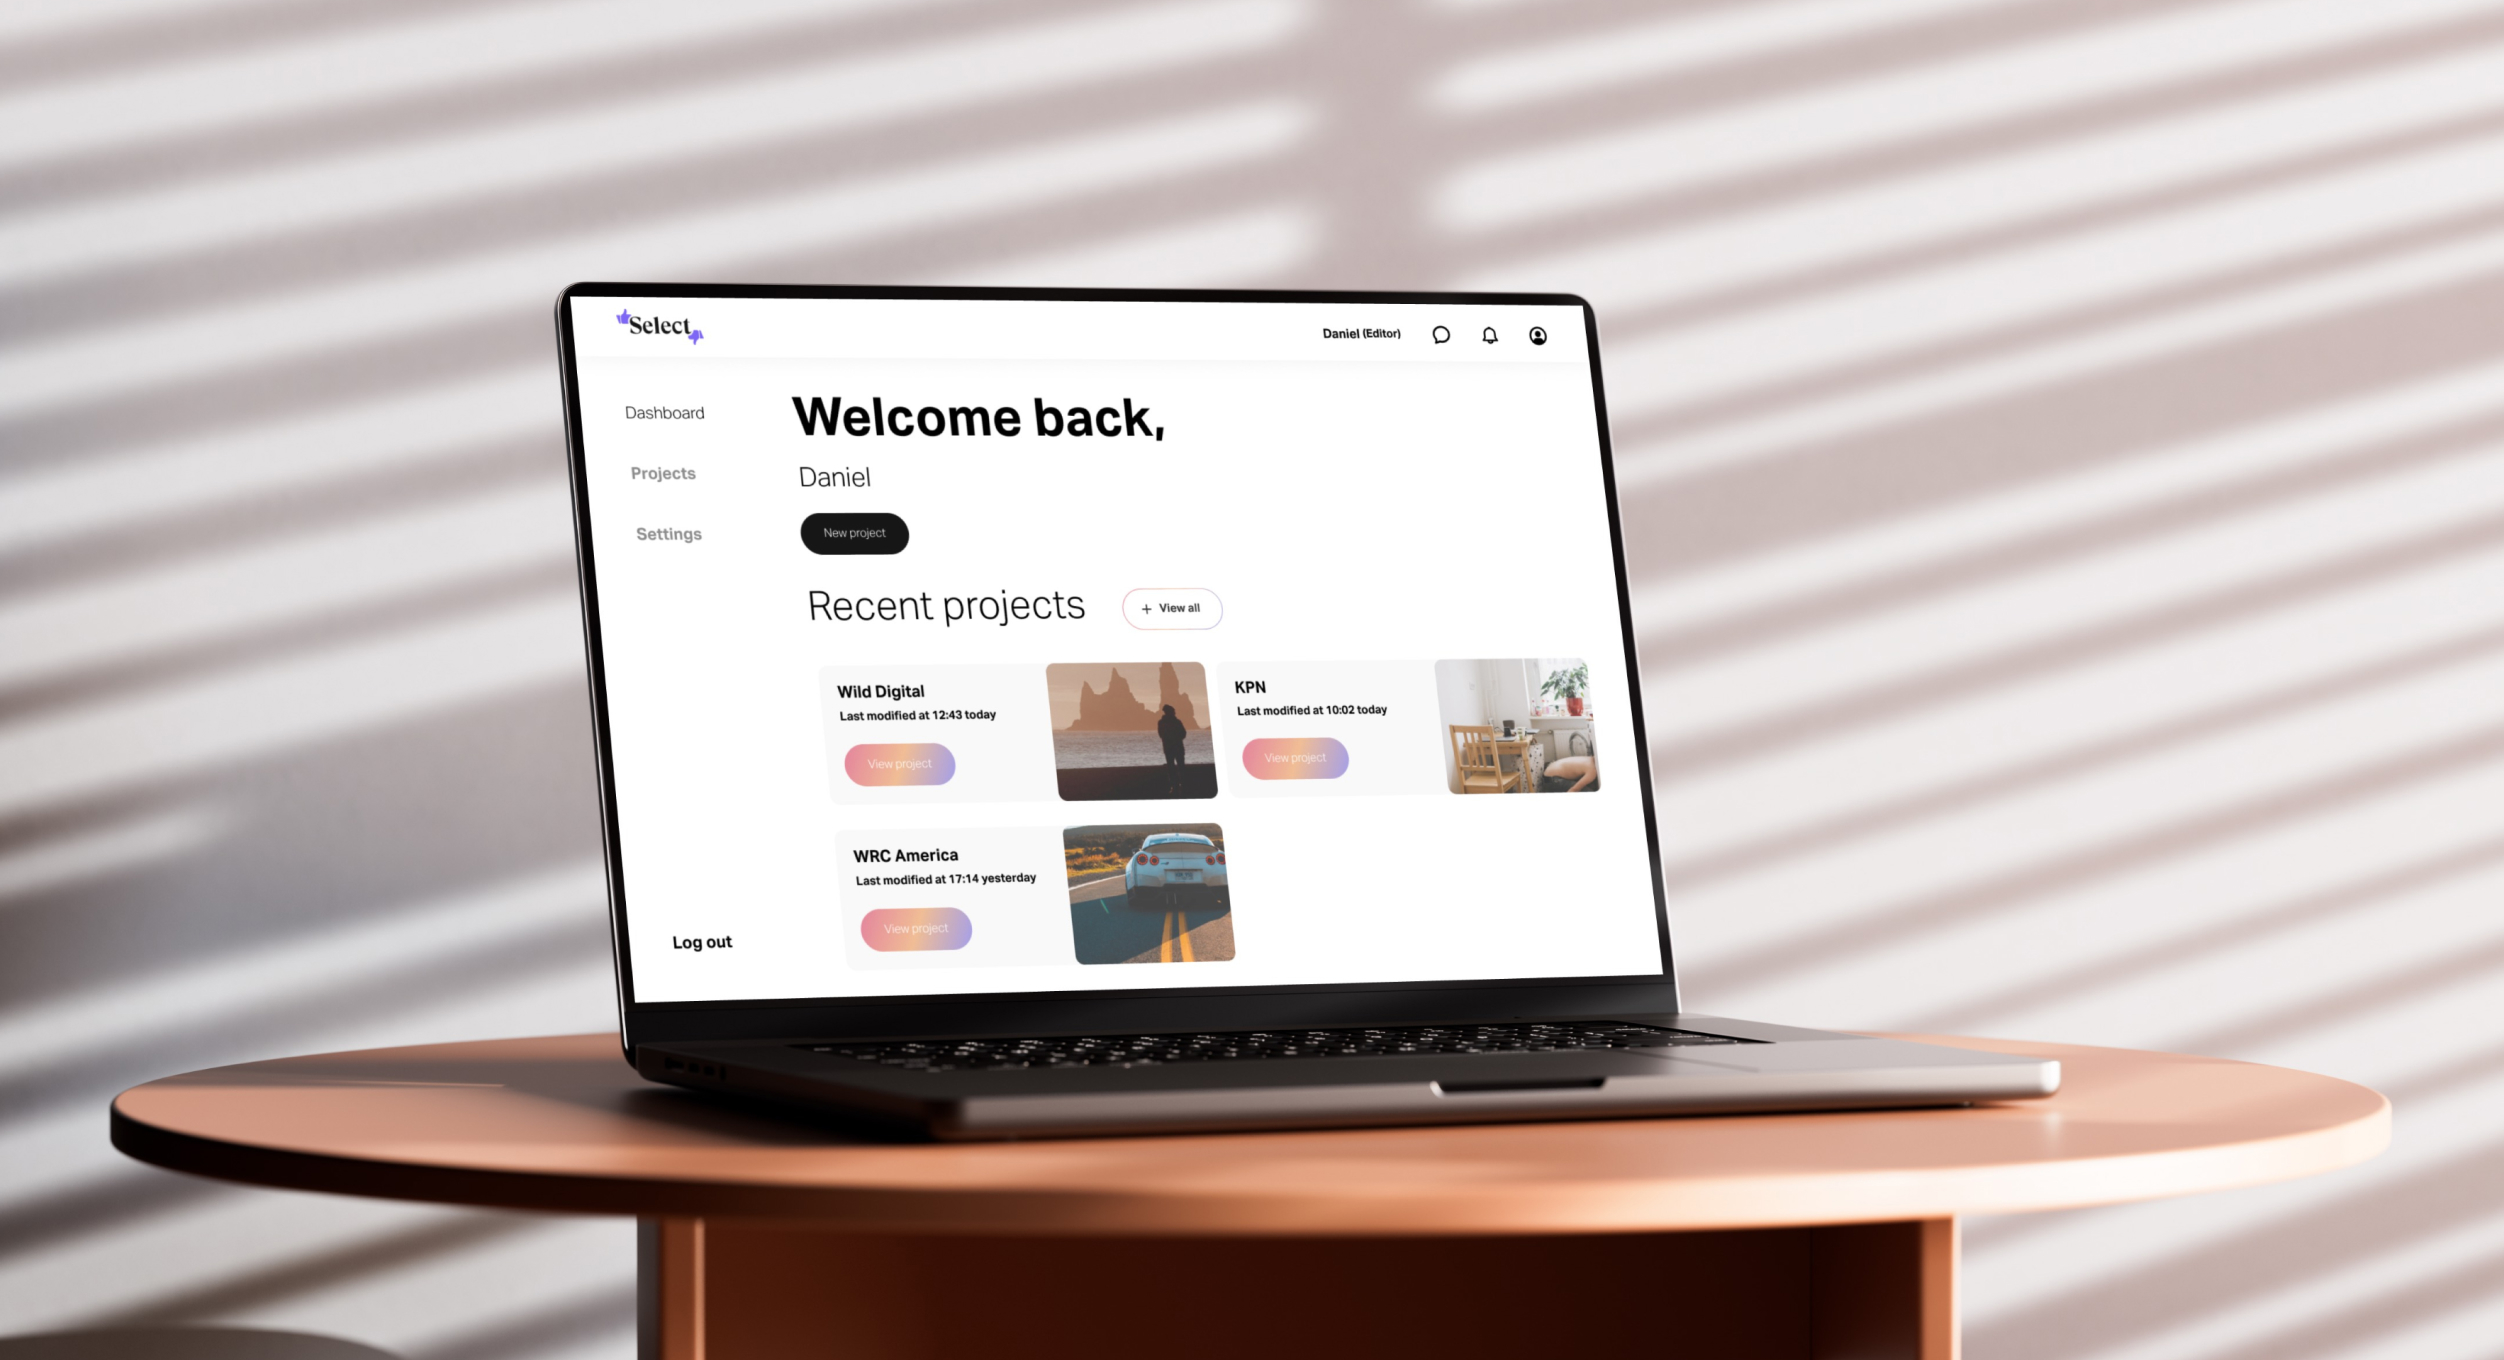 Select
Daniel (Editor)
Dashboard
Projects
Settings
Log out
Welcome back,
Daniel
New project
Recent projects
+ View all
Wild Digital
Last modified at 12:43 today
View project
KPN
Last modified at 10:02 today
View project
WRC America
Last modified at 17:14 yesterday
View project